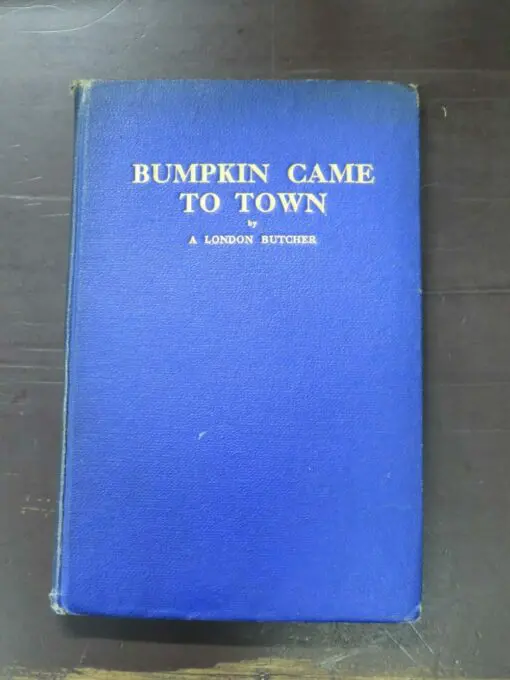 BUMPKIN CAME
TO TOWN
by
A LONDON BUTCHER